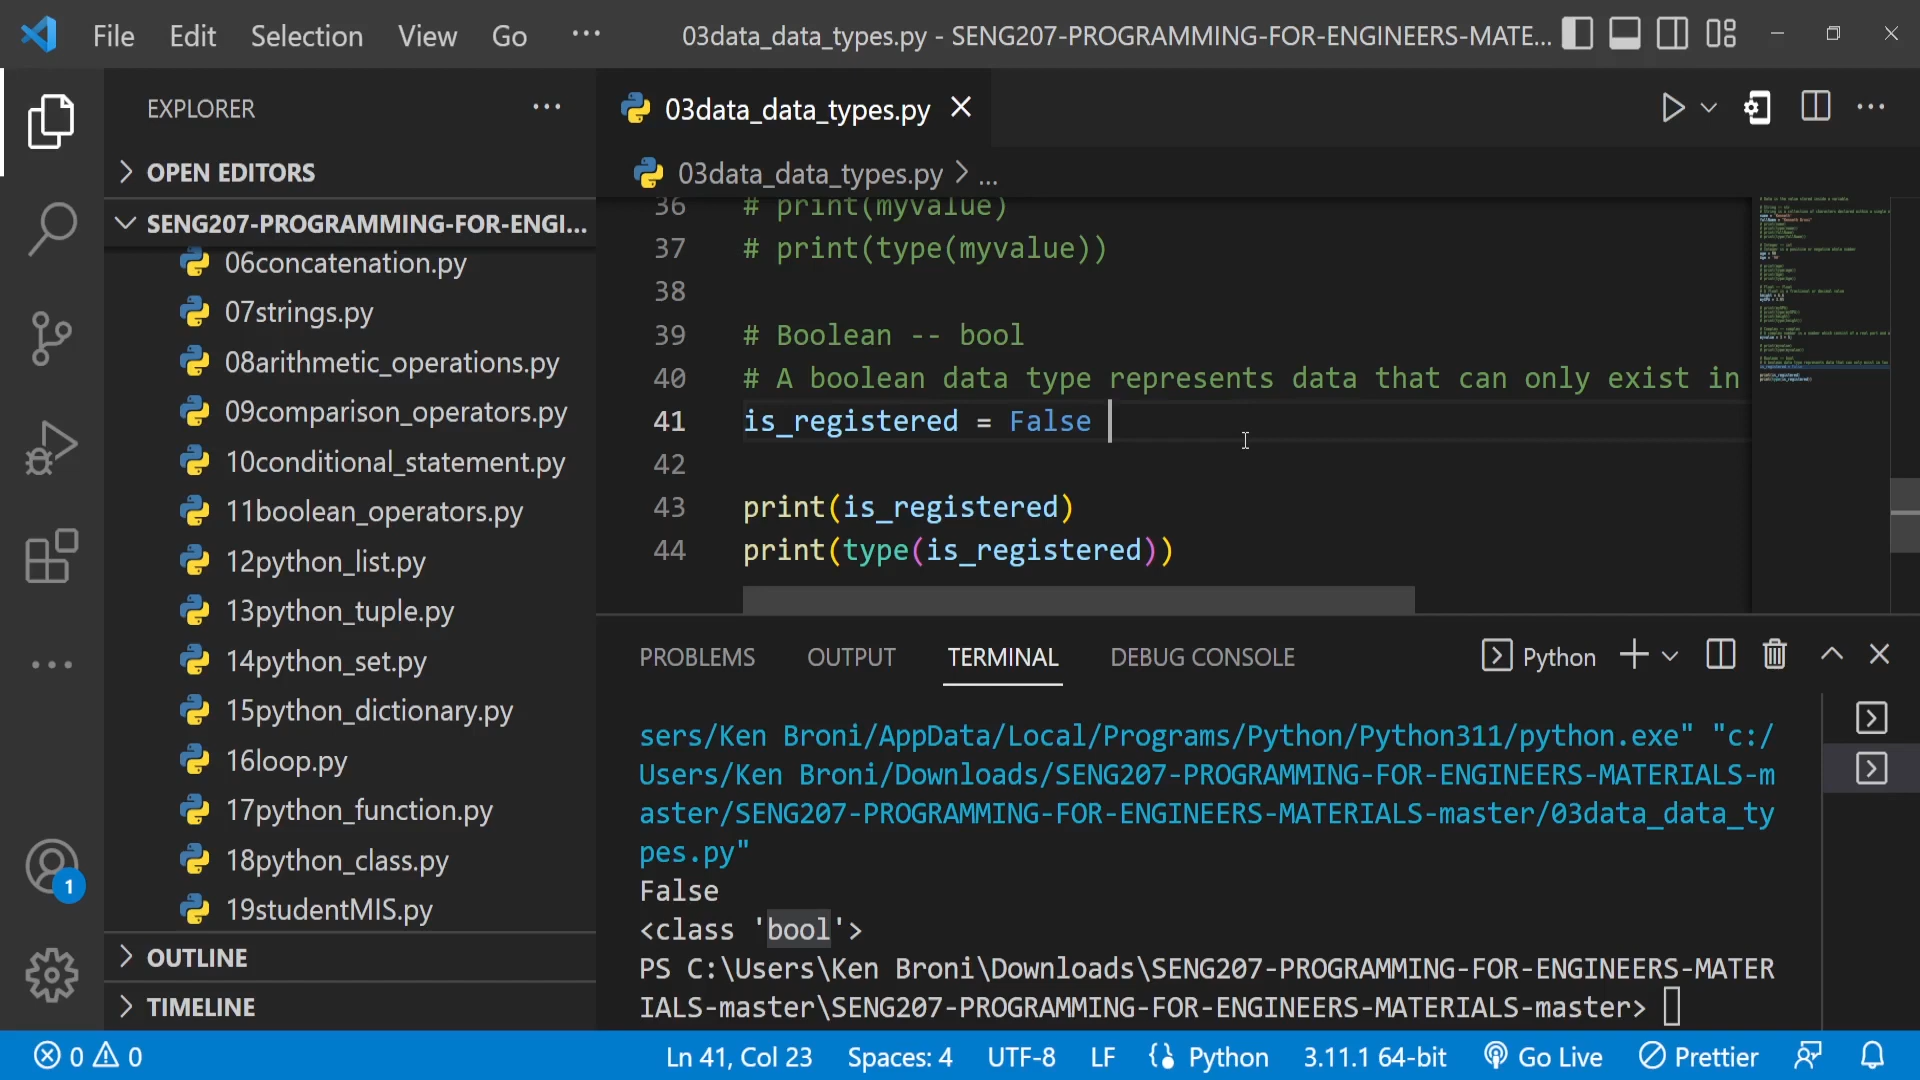 File Edit Selection View Go ... 03data_data_types.py - SENG207-PROGRAMMING-FOR-ENGINEERS-MATE...
EXPLORER
OPEN EDITORS
SENG207-PROGRAMMING-FOR-ENGI...
06concatenation.py
07strings.py
08arithmetic_operations.py
09comparison_operators.py
10conditional_statement.py
11boolean_operators.py
12python_list.py
13python_tuple.py
14python_set.py
15python_dictionary.py
16loop.py
17python_function.py
18python_class.py
19studentMIS.py
OUTLINE
TIMELINE
1
03data_data_types.py
03data_data_types.py > ...
36 # print(myvalue)
37 # print(type(myvalue))
38
39 # Boolean -- bool
40 # A boolean data type represents data that can only exist in
41 is_registered = False
42
43 print(is_registered)
44 print(type(is_registered))
PROBLEMS OUTPUT TERMINAL DEBUG CONSOLE Python
sers/Ken Broni/AppData/Local/Programs/Python/Python311/python.exe" "c:/
Users/Ken Broni/Downloads/SENG207-PROGRAMMING-FOR-ENGINEERS-MATERIALS-m
aster/SENG207-PROGRAMMING-FOR-ENGINEERS-MATERIALS-master/03data_data_ty
pes.py"
False
<class 'bool'>
PS C:\Users\Ken Broni\Downloads\SENG207-PROGRAMMING-FOR-ENGINEERS-MATER
IALS-master\SENG207-PROGRAMMING-FOR-ENGINEERS-MATERIALS-master>
0 0 Ln 41, Col 23 Spaces: 4 UTF-8 LF Python 3.11.1 64-bit Go Live Prettier